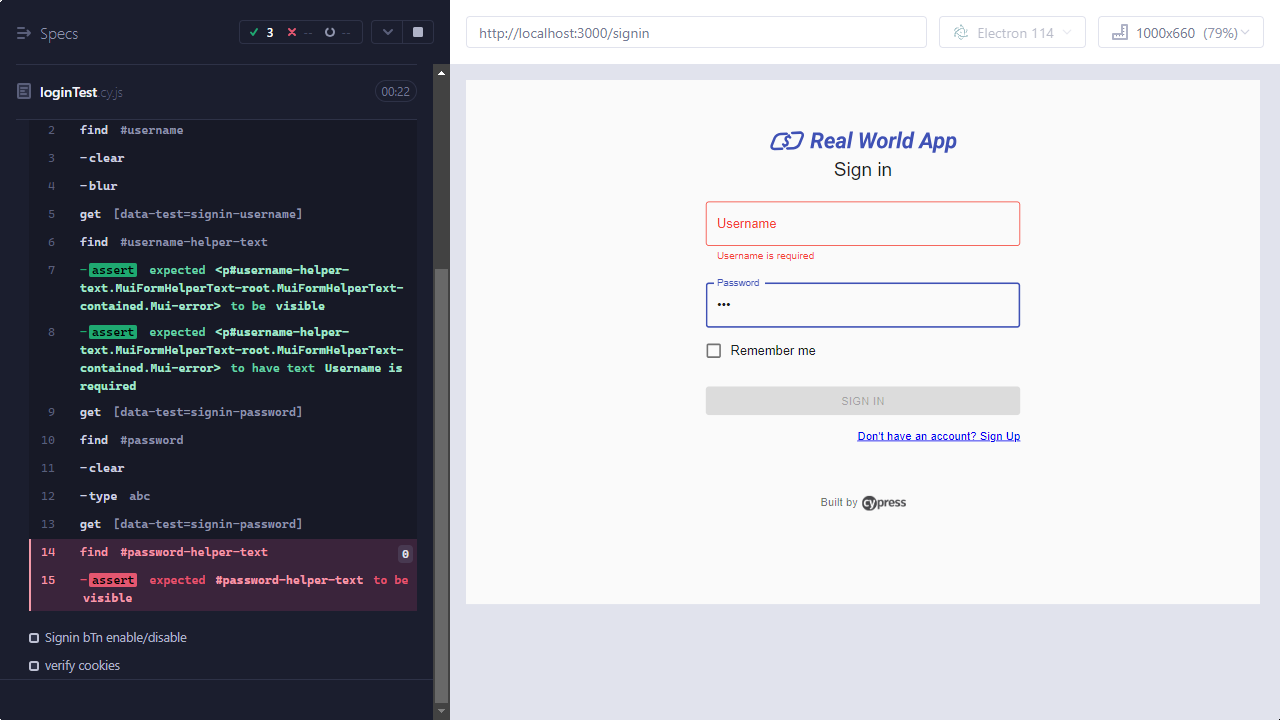 Specs
3 -- --
loginTest.cy.js 00:22
2 find #username
3 -clear
4 -blur
5 get [data-test=signin-username]
6 find #username-helper-text
7 -assert expected <p#username-helper-
text.MuiFormHelperText-root.MuiFormHelperText-
contained.Mui-error> to be visible
8 -assert expected <p#username-helper-
text.MuiFormHelperText-root.MuiFormHelperText-
contained.Mui-error> to have text Username is
required
9 get [data-test=signin-password]
10 find #password
11 -clear
12 -type abc
13 get [data-test=signin-password]
14 find #password-helper-text 0
15 -assert expected #password-helper-text to be
visible
Signin bTn enable/disable
verify cookies
http://localhost:3000/signin
Electron 114
1000x660 (79%)
Real World App
Sign in
Username
Username is required
Password
•••
Remember me
SIGN IN
Don't have an account? Sign Up
Built by cypress